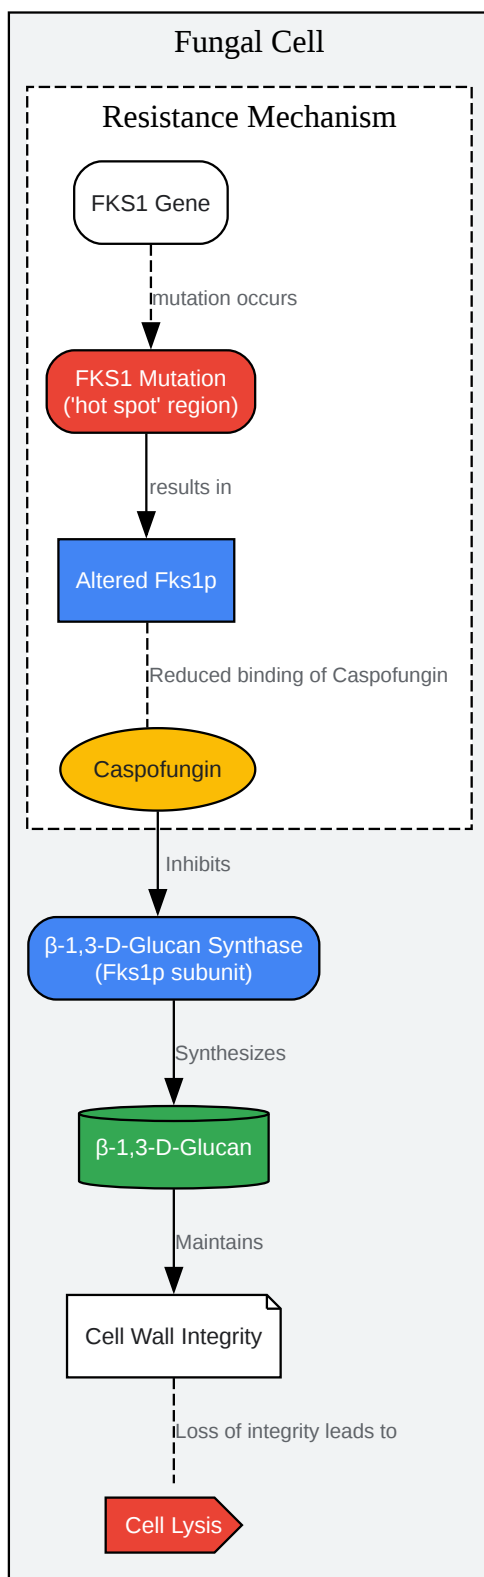 Fungal Cell
Resistance Mechanism
FKS1 Gene
mutation occurs
FKS1 Mutation
('hot spot' region)
results in
Altered Fks1p
Reduced binding of Caspofungin
Caspofungin
Inhibits
β-1,3-D-Glucan Synthase
(Fks1p subunit)
Synthesizes
β-1,3-D-Glucan
Maintains
Cell Wall Integrity
Loss of integrity leads to
Cell Lysis